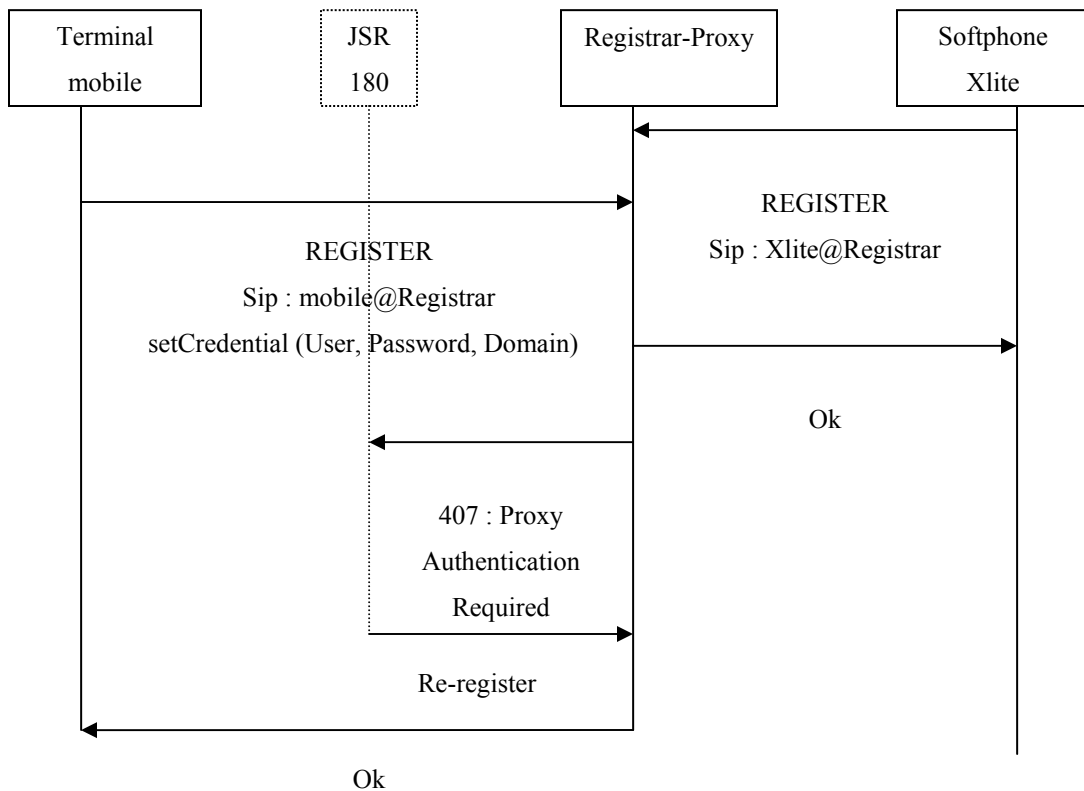 Terminal
mobile
JSR
180
Registrar-Proxy
Softphone
Xlite
REGISTER
Sip : Xlite@Registrar
REGISTER
Sip : mobile@Registrar
setCredential (User, Password, Domain)
Ok
407 : Proxy
Authentication
Required
Re-register
Ok